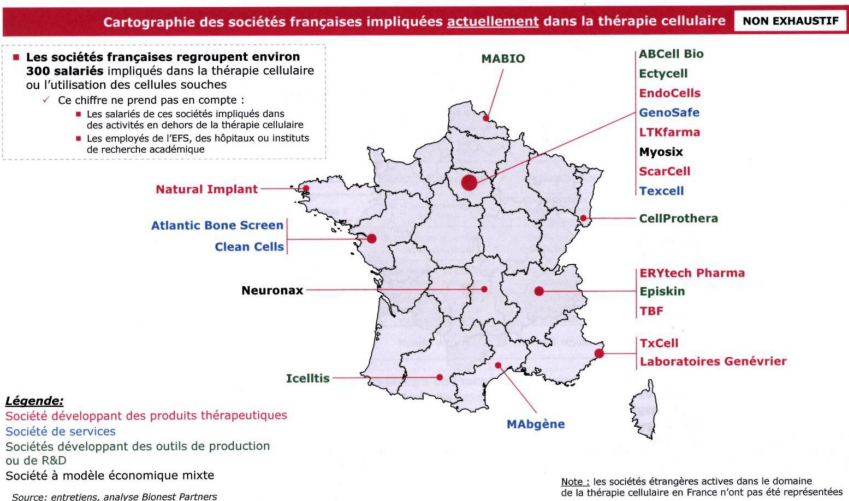 Cartographie des sociétés françaises impliquées actuellement dans la thérapie cellulaire
NON EXHAUSTIF
Les sociétés françaises regroupent environ
300 salariés impliqués dans la thérapie cellulaire
ou l'utilisation des cellules souches
✓ Ce chiffre ne prend pas en compte :
Les salariés de ces sociétés impliqués dans
des activités en dehors de la thérapie cellulaire
Les employés de l'EFS, des hôpitaux ou instituts
de recherche académique
MABIO
ABCell Bio
Ectycell
EndoCells
GenoSafe
LTKfarma
Myosix
ScarCell
Texcell
Natural Implant
CellProthera
Atlantic Bone Screen
Clean Cells
Neuronax
ERYtech Pharma
Episkin
TBF
TxCell
Laboratoires Genévrier
Icelltis
MAbgène
Légende:
Société développant des produits thérapeutiques
Société de services
Sociétés développant des outils de production
ou de R&D
Société à modèle économique mixte
Source: entretiens, analyse Bionest Partners
Note : les sociétés étrangères actives dans le domaine
de la thérapie cellulaire en France n'ont pas été représentées